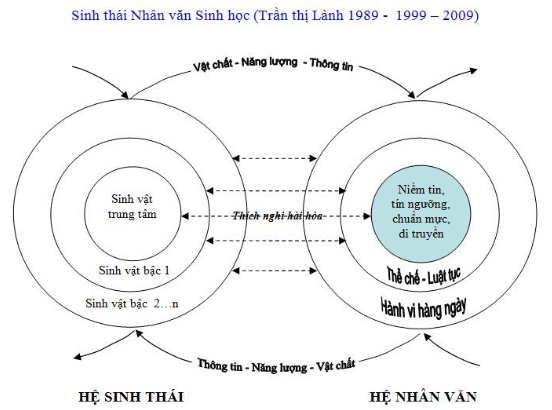 Sinh thái Nhân văn Sinh học (Trần thị Lành 1989 - 1999 – 2009)
Vật chất - Năng lượng - Thông tin
Sinh vật
trung tâm
Thích nghi hài hòa
Niềm tin,
tín ngưỡng,
chuẩn mực,
di truyền
Sinh vật bậc 1
Thể chế - Luật tục
Sinh vật bậc 2...n
Hành vi hàng ngày
Thông tin - Năng lượng - Vật chất
HỆ SINH THÁI
HỆ NHÂN VĂN